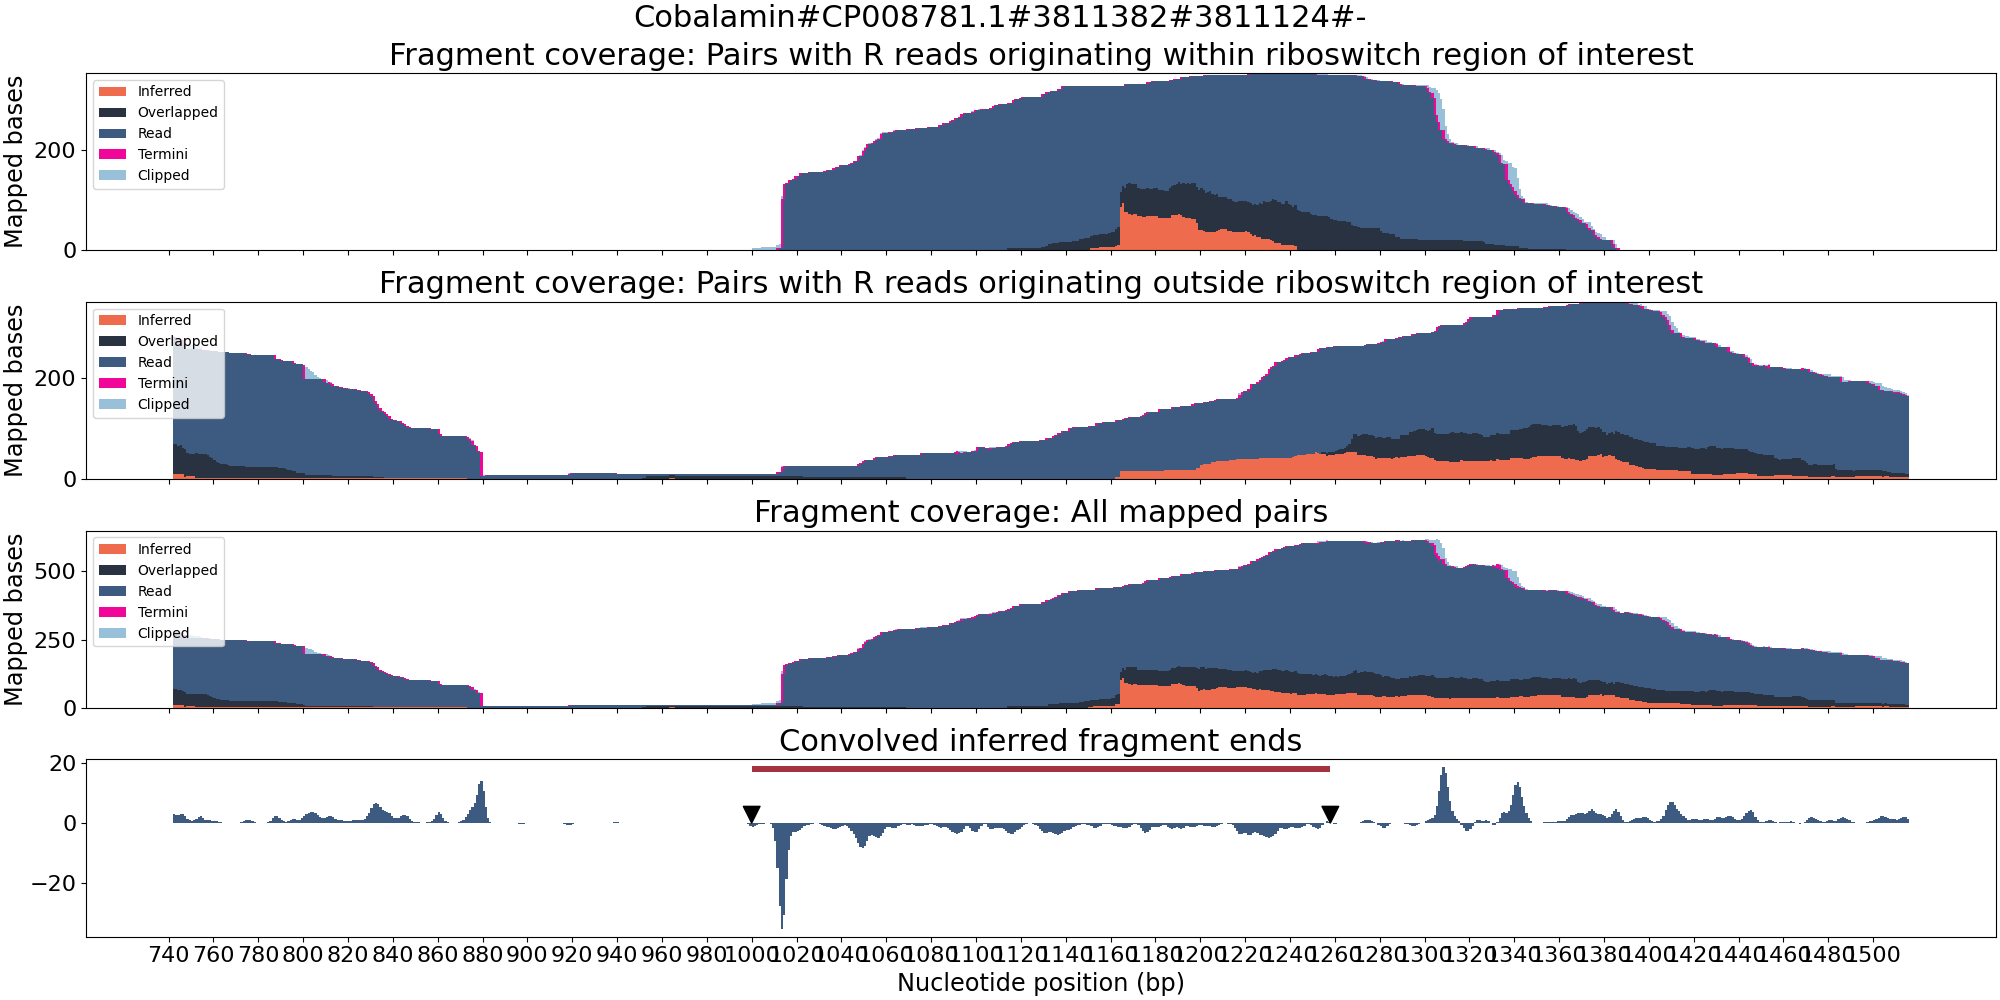 Cobalamin#CP008781.1#3811382#3811124#-
Fragment coverage: Pairs with R reads originating within riboswitch region of interest
Mapped bases
200
0
Inferred
Overlapped
Read
Termini
Clipped
Fragment coverage: Pairs with R reads originating outside riboswitch region of interest
Mapped bases
200
0
Inferred
Overlapped
Read
Termini
Clipped
Fragment coverage: All mapped pairs
Mapped bases
500
250
0
Inferred
Overlapped
Read
Termini
Clipped
Convolved inferred fragment ends
20
0
−20
740 760 780 800 820 840 860 880 900 920 940 960 980 1000 1020 1040 1060 1080 1100 1120 1140 1160 1180 1200 1220 1240 1260 1280 1300 1320 1340 1360 1380 1400 1420 1440 1460 1480 1500
Nucleotide position (bp)